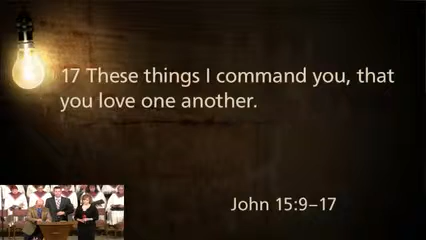 17 These things I command you, that
you love one another.
John 15:9–17